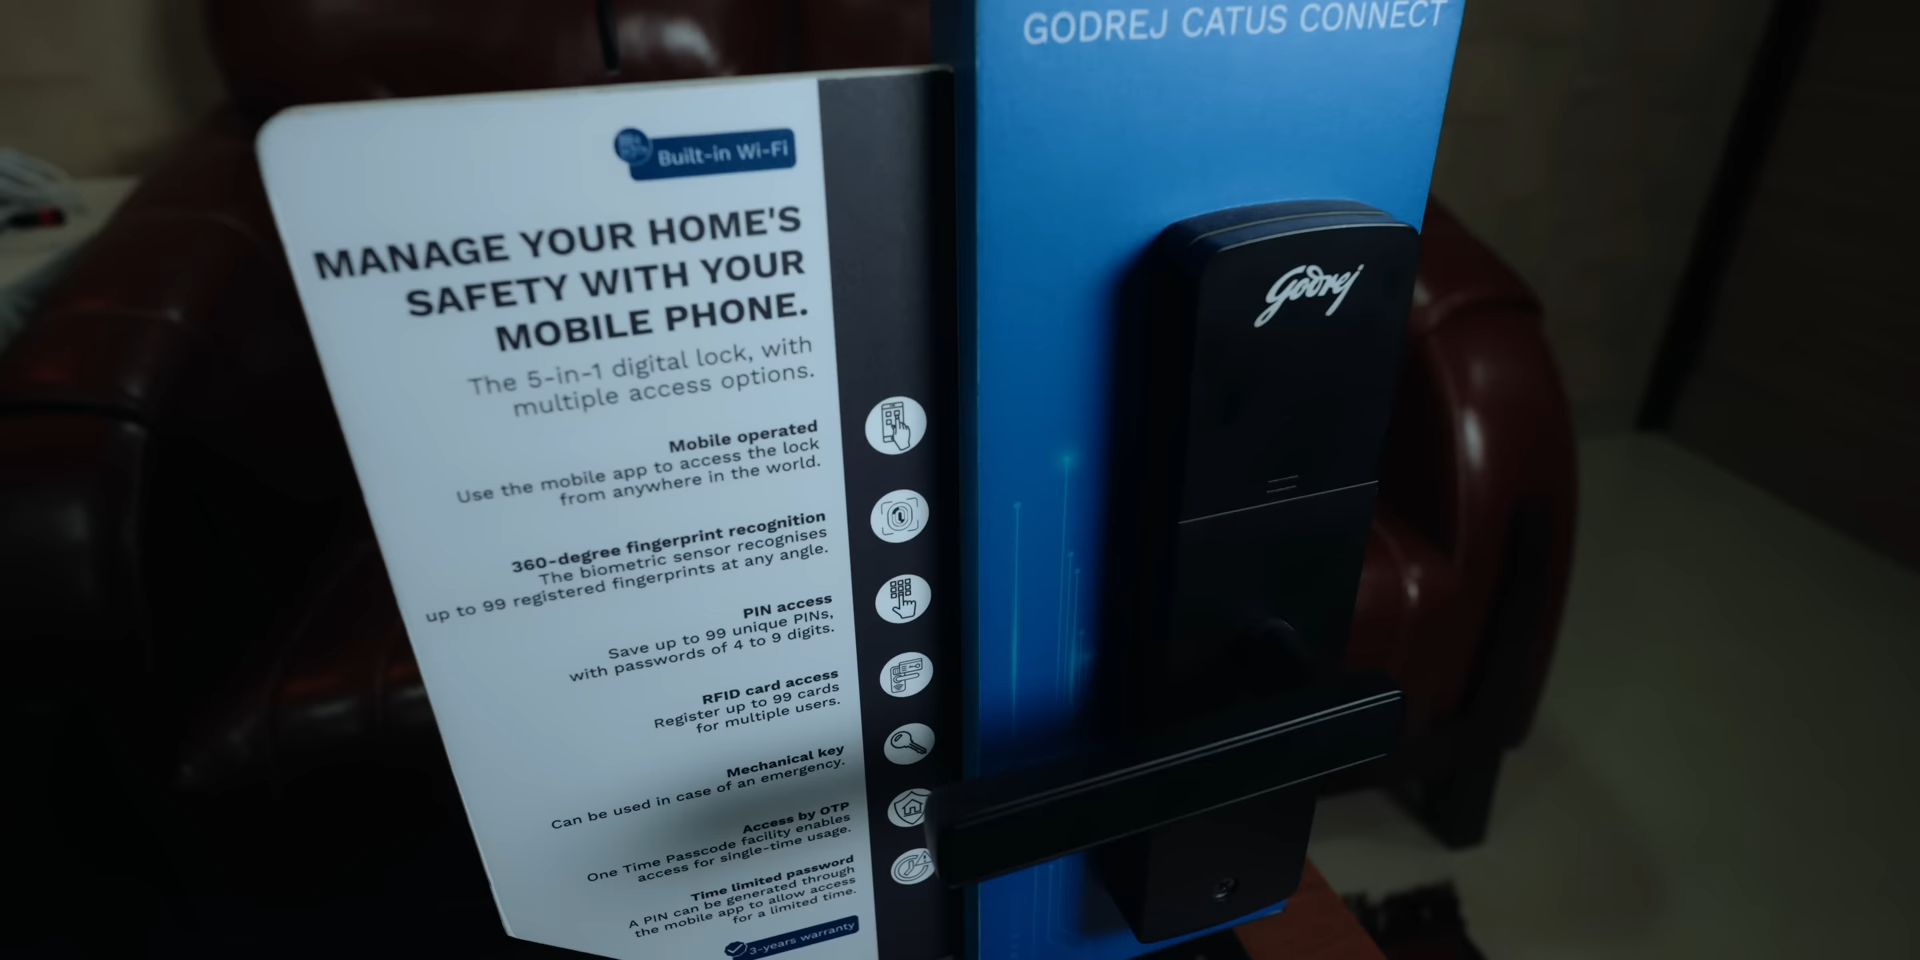 GODREJ CATUS CONNECT
Built-in Wi-Fi
MANAGE YOUR HOME'S
SAFETY WITH YOUR
MOBILE PHONE.
The 5-in-1 digital lock, with
multiple access options.
Mobile operated
Use the mobile app to access the lock
from anywhere in the world.
360-degree fingerprint recognition
The biometric sensor recognises
up to 99 registered fingerprints at any angle.
PIN access
Save up to 99 unique PINs,
with passwords of 4 to 9 digits.
RFID card access
Register up to 99 cards
for multiple users.
Mechanical key
Can be used in case of an emergency.
Access by OTP
One Time Passcode facility enables
access for single-time usage.
Time limited password
A PIN can be generated through
the mobile app to allow access
for a limited time.
3-years warranty
Godrej